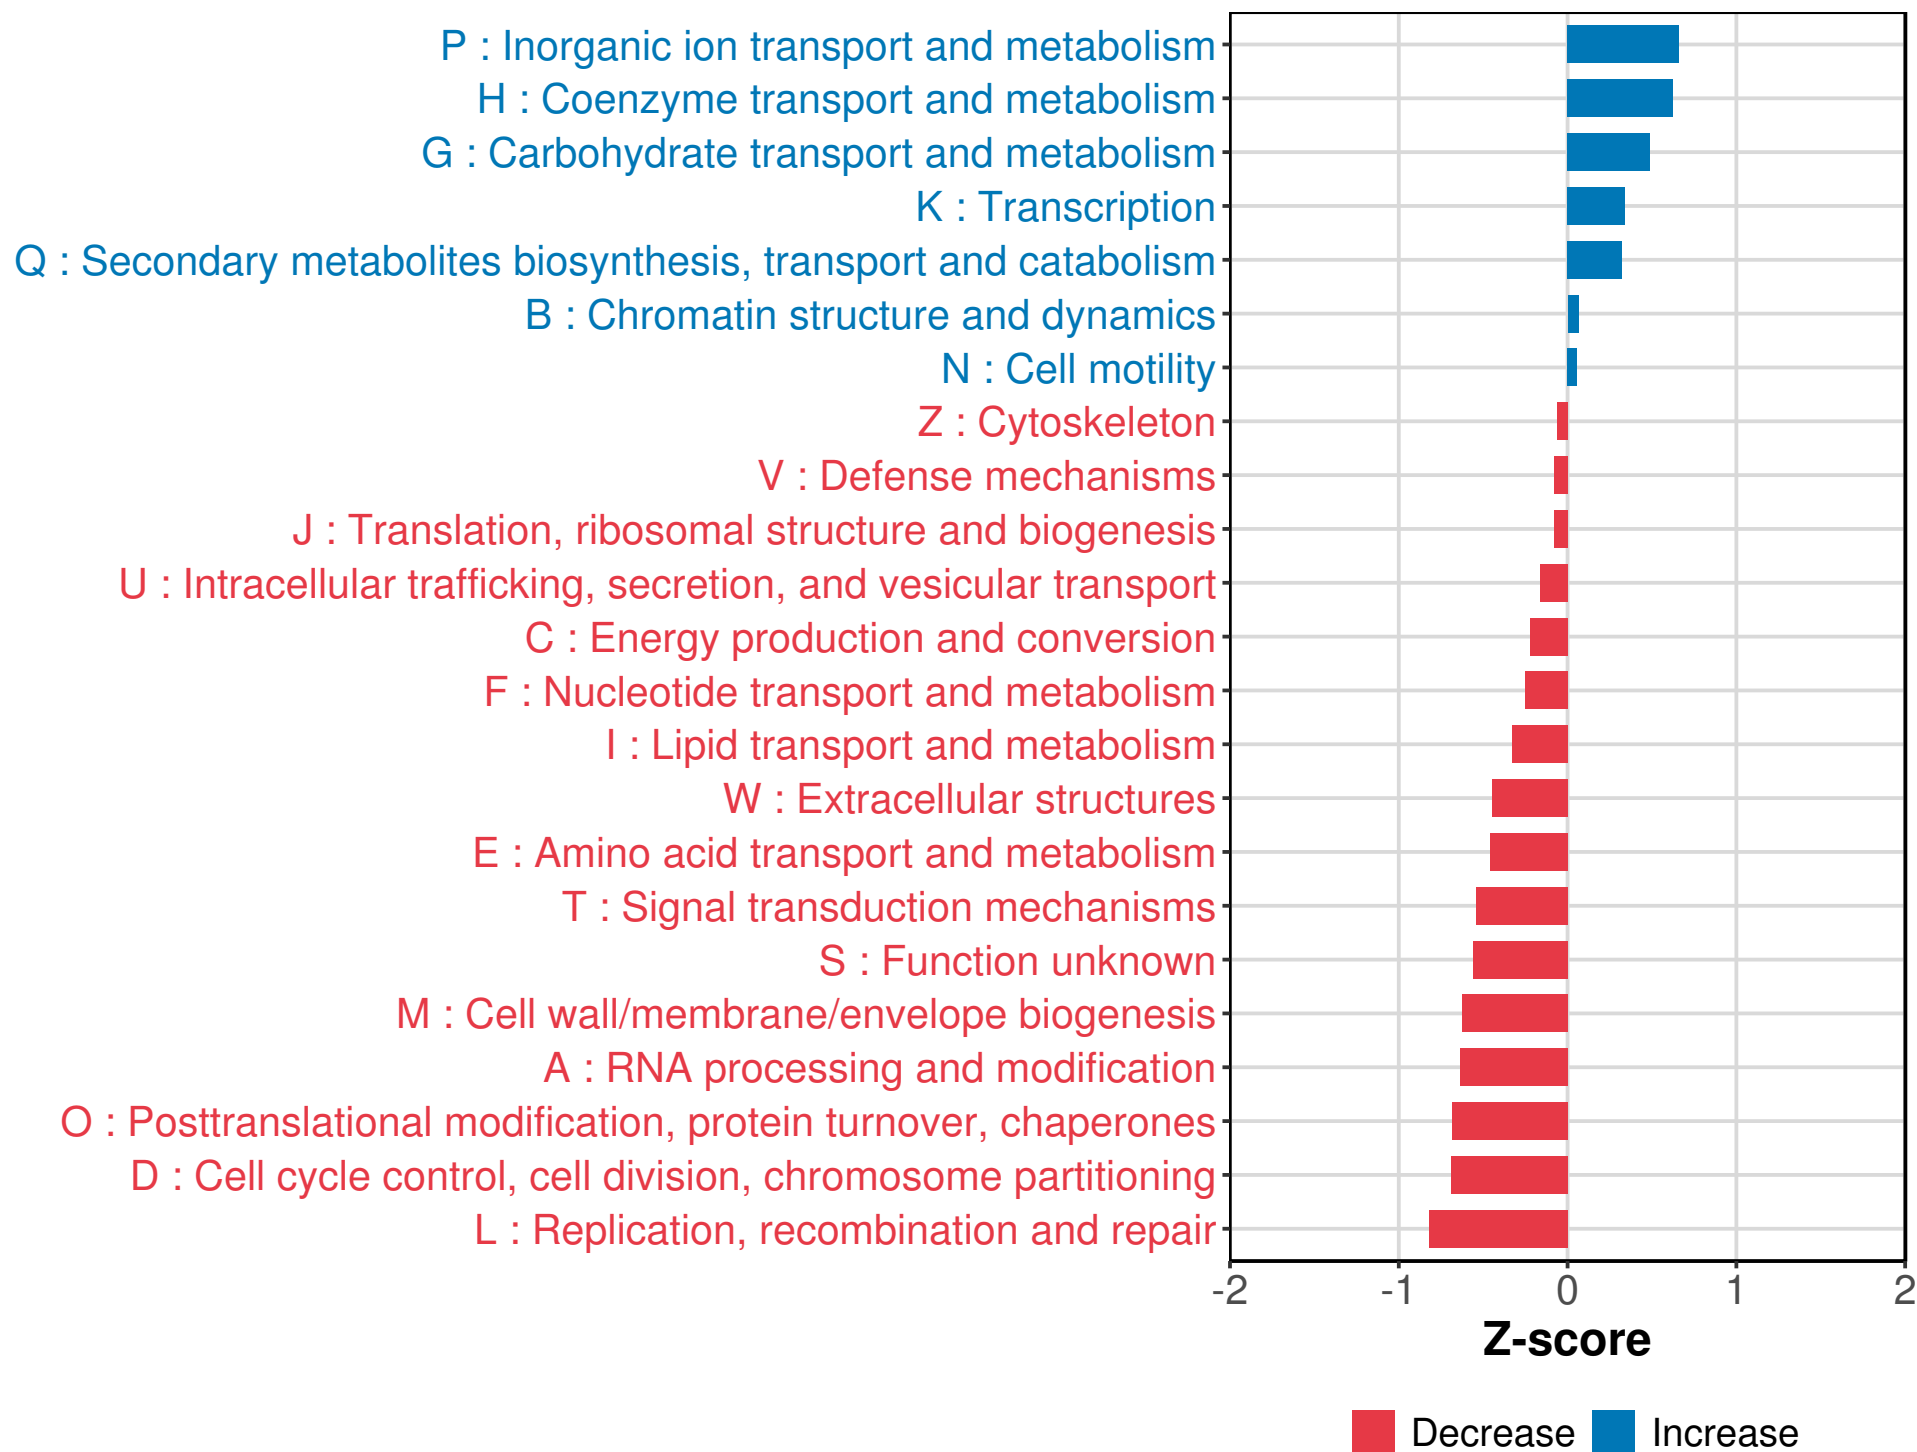 P : Inorganic ion transport and metabolism
H : Coenzyme transport and metabolism
G : Carbohydrate transport and metabolism
K : Transcription
Q : Secondary metabolites biosynthesis, transport and catabolism
B : Chromatin structure and dynamics
N : Cell motility
Z : Cytoskeleton
V : Defense mechanisms
J : Translation, ribosomal structure and biogenesis
U : Intracellular trafficking, secretion, and vesicular transport
C : Energy production and conversion
F : Nucleotide transport and metabolism
I : Lipid transport and metabolism
W : Extracellular structures
E : Amino acid transport and metabolism
T : Signal transduction mechanisms
S : Function unknown
M : Cell wall/membrane/envelope biogenesis
A : RNA processing and modification
O : Posttranslational modification, protein turnover, chaperones
D : Cell cycle control, cell division, chromosome partitioning
L : Replication, recombination and repair
-2 -1 0 1 2
Z-score
Decrease Increase